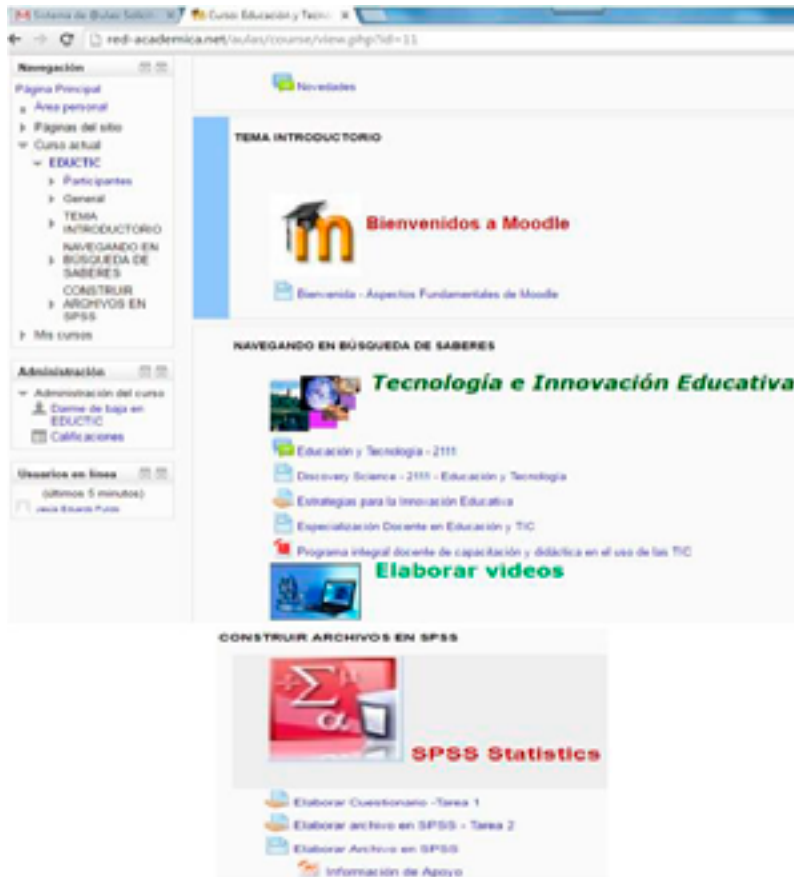 Sistema de @ulas Solicit
Curso: Educación y Tecno
red-academica.net/aulas/course/view.php?id=11
Navegación
Página Principal
Área personal
Páginas del sitio
Curso actual
EDUCTIC
Participantes
General
TEMA
INTRODUCTORIO
NAVEGANDO EN
BÚSQUEDA DE
SABERES
CONSTRUIR
ARCHIVOS EN
SPSS
Mis cursos
Administración
Administración del curso
Darme de baja en
EDUCTIC
Calificaciones
Usuarios en línea
(últimos 5 minutos)
Novedades
TEMA INTRODUCTORIO
Bienvenidos a Moodle
Bienvenida - Aspectos Fundamentales de Moodle
NAVEGANDO EN BÚSQUEDA DE SABERES
Tecnología e Innovación Educativa
Educación y Tecnología - 2111
Discovery Science - 2111 - Educación y Tecnología
Estrategias para la Innovación Educativa
Especialización Docente en Educación y TIC
Programa integral docente de capacitación y didáctica en el uso de las TIC
Elaborar videos
CONSTRUIR ARCHIVOS EN SPSS
SPSS Statistics
Elaborar Cuestionario -Tarea 1
Elaborar archivo en SPSS - Tarea 2
Elaborar Archivo en SPSS
Información de Apoyo